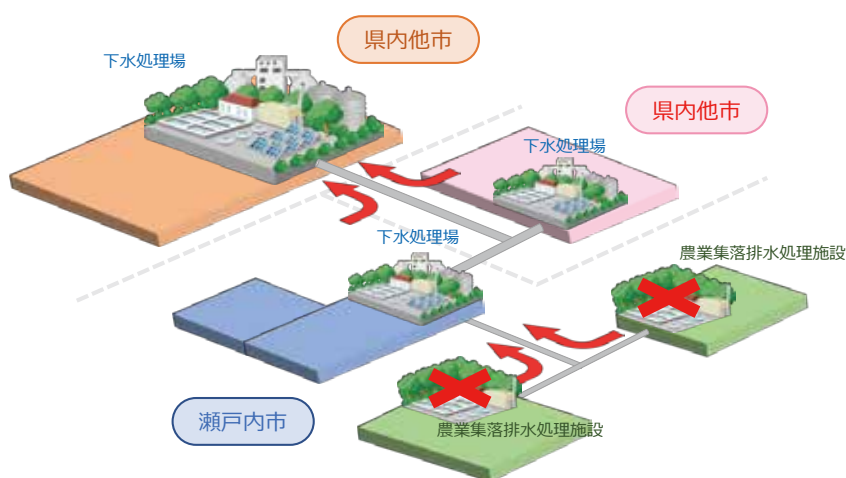 県内他市
下水処理場
県内他市
下水処理場
下水処理場
農業集落排水処理施設
瀬戸内市
農業集落排水処理施設